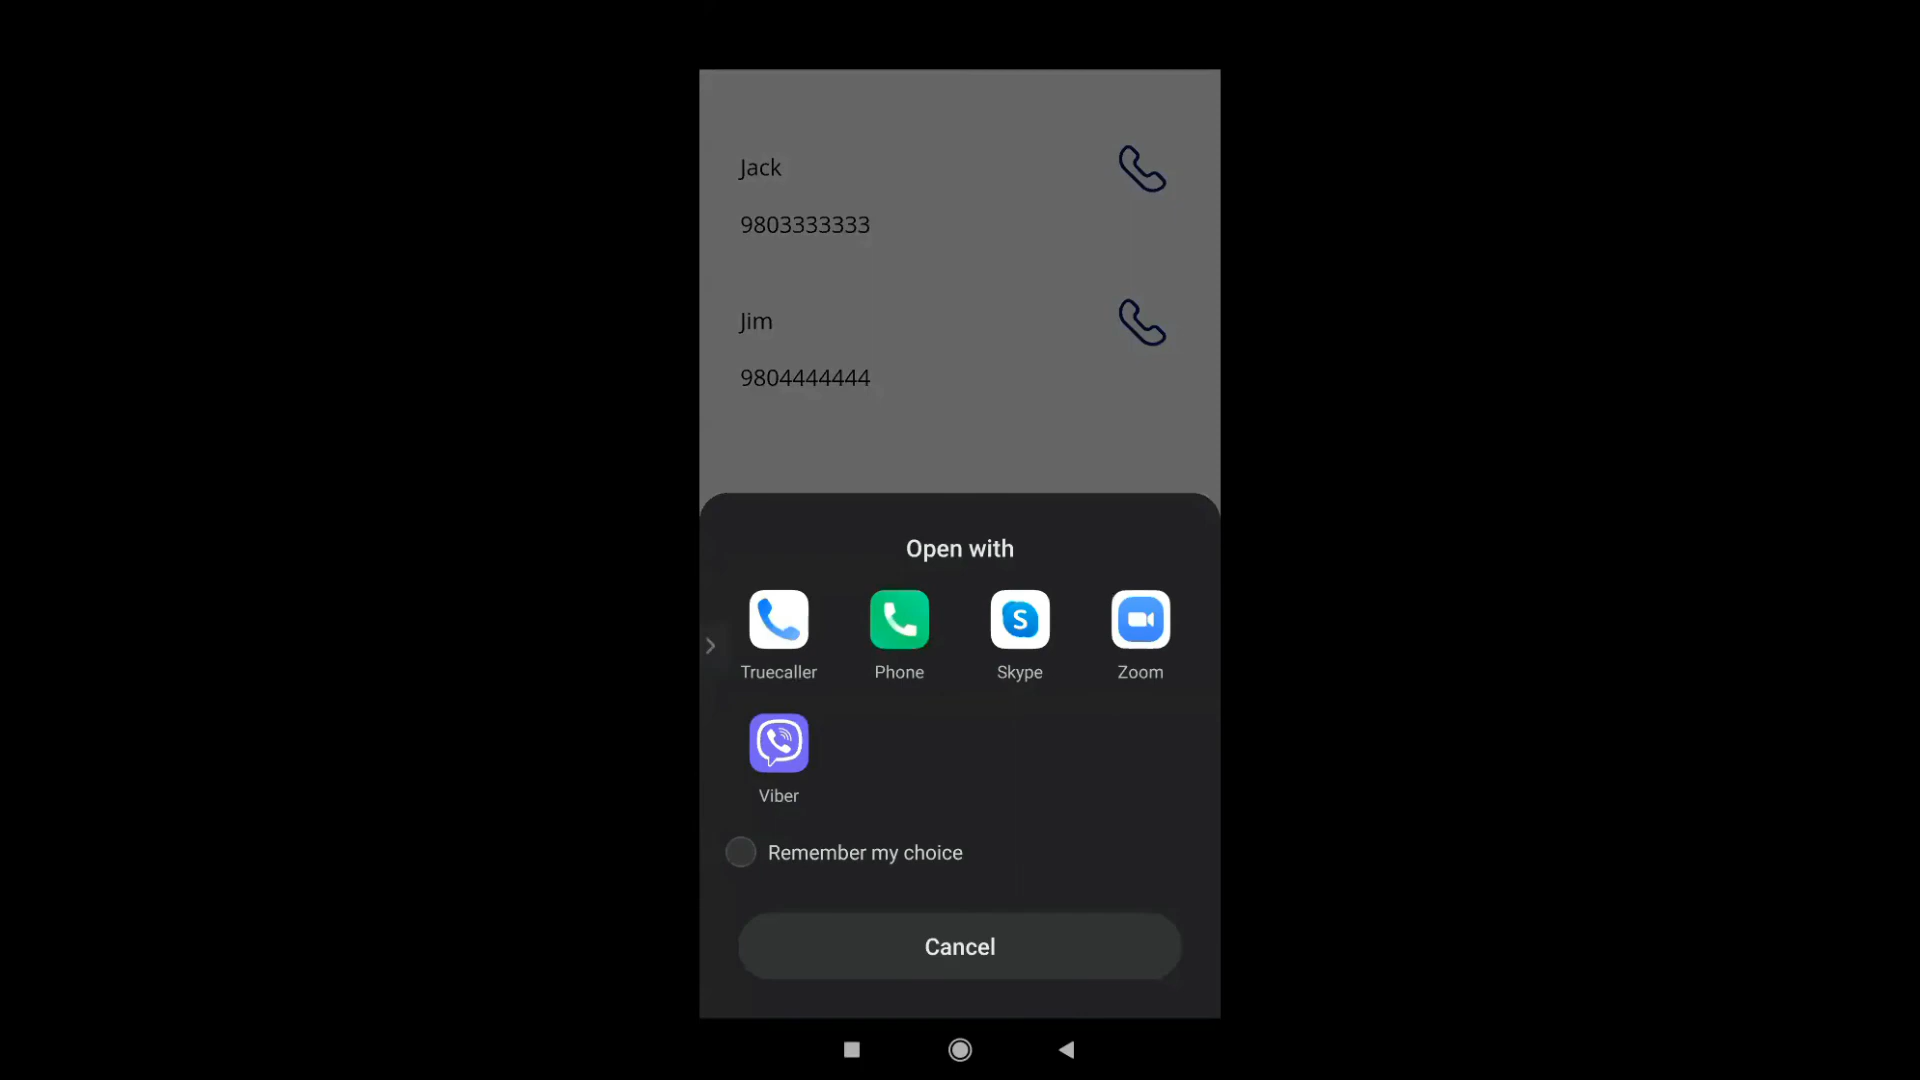 Jack
9803333333
Jim
9804444444
Open with
Truecaller Phone Skype Zoom
Viber
Remember my choice
Cancel